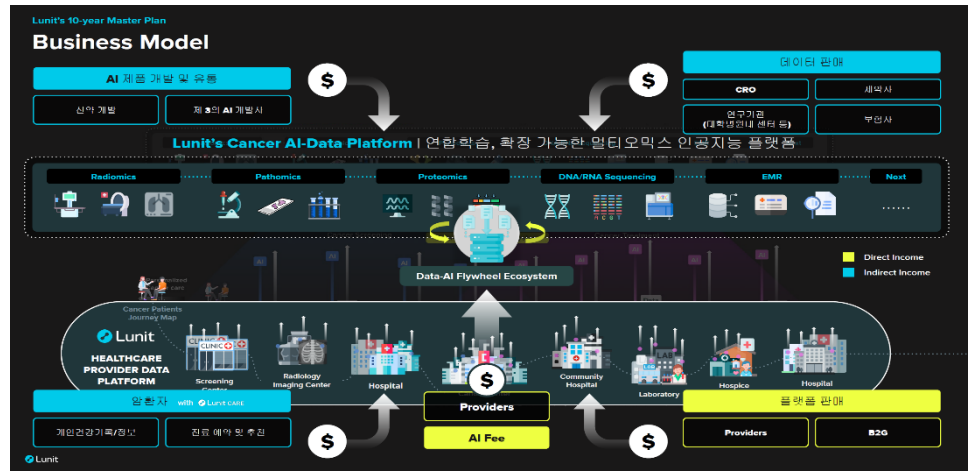 Lunit's 10-year Master Plan
Business Model
AI 제품 개발 및 유통
신약 개발
제 3의 AI 개발사
$
$
데이터 판매
CRO
제약사
연구기관
(대학병원내 센터 등)
보험사
Lunit's Cancer AI-Data Platform | 연합학습, 확장 가능한 멀티오믹스 인공지능 플랫폼
Radiomics
Pathomics
Proteomics
DNA/RNA Sequencing
EMR
Next
......
Data-AI Flywheel Ecosystem
Direct Income
Indirect Income
Cancer Patients
Journey Map
Lunit
HEALTHCARE
PROVIDER DATA
PLATFORM
CLINIC
Screening
Radiology
Imaging Center
Hospital
Community
Hospital
LAB
Laboratory
Hospice
Hospital
암환자 with Lunit CARE
개인건강기록/정보
진료 예약 및 추천
$
$
Providers
AI Fee
$
플랫폼 판매
Providers
B2G
Lunit